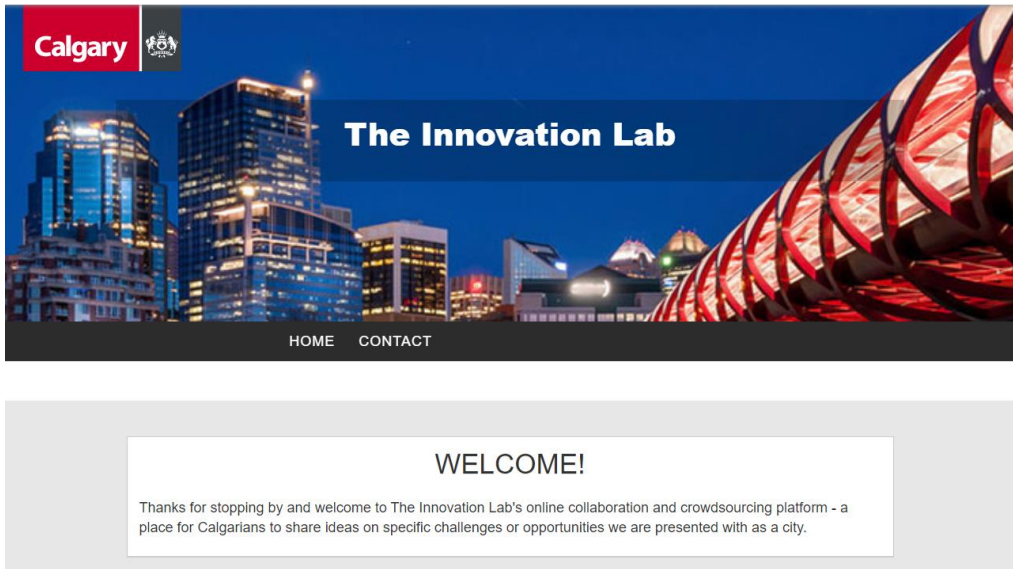 Calgary
The Innovation Lab
HOME CONTACT
WELCOME!
Thanks for stopping by and welcome to The Innovation Lab's online collaboration and crowdsourcing platform - a
place for Calgarians to share ideas on specific challenges or opportunities we are presented with as a city.